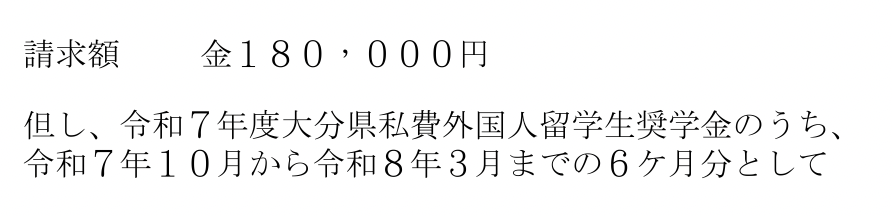 請求額　　　金１８０，０００円
但し、令和７年度大分県私費外国人留学生奨学金のうち、
令和７年１０月から令和８年３月までの６ケ月分として